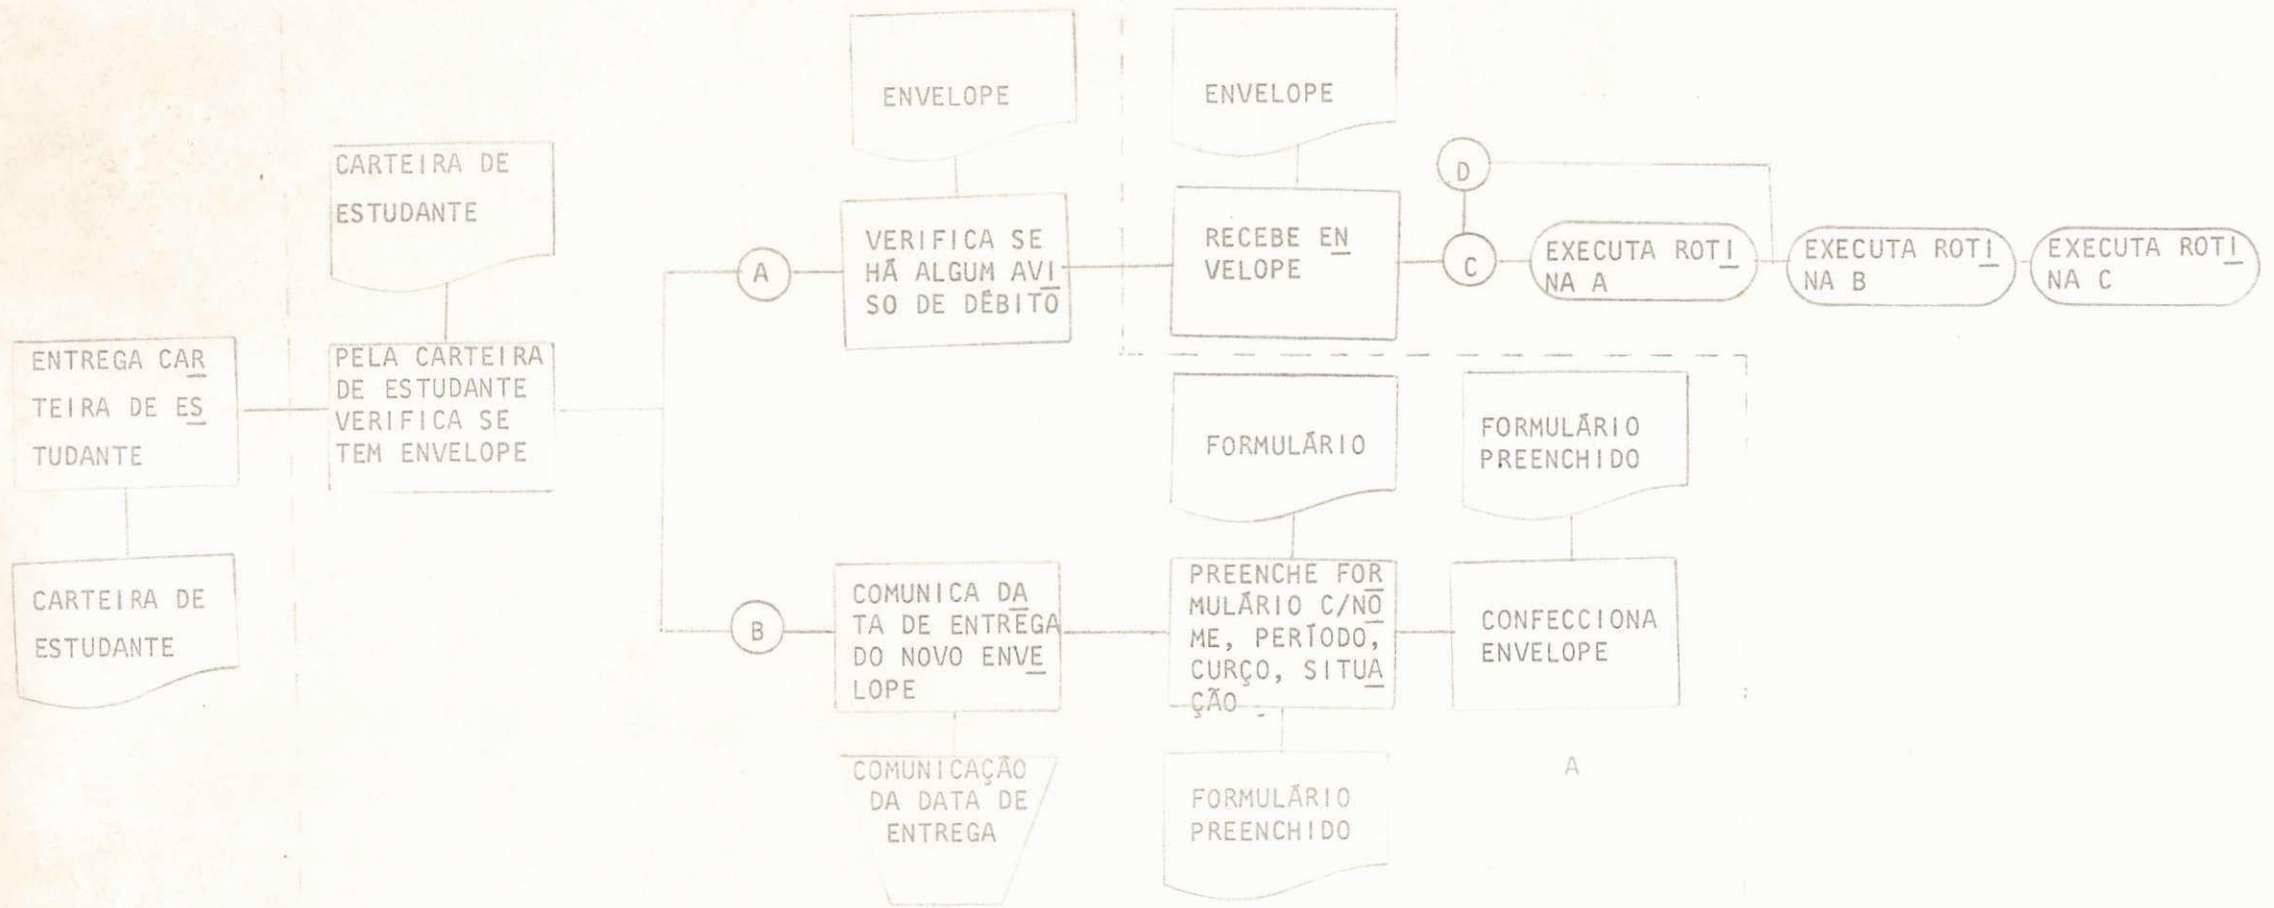 ENTREGA CAR
TEIRA DE ES
TUDANTE
CARTEIRA DE
ESTUDANTE
CARTEIRA DE
ESTUDANTE
PELA CARTEIRA
DE ESTUDANTE
VERIFICA SE
TEM ENVELOPE
A
ENVELOPE
VERIFICA SE
HÁ ALGUM AVI
SO DE DÉBITO
ENVELOPE
RECEBE EN
VELOPE
D
C
EXECUTA ROTI
NA A
EXECUTA ROTI
NA B
EXECUTA ROTI
NA C
B
COMUNICA DA
TA DE ENTREGA
DO NOVO ENVE
LOPE
COMUNICAÇÃO
DA DATA DE
ENTREGA
FORMULÁRIO
PREENCHE FOR
MULÁRIO C/NO
ME, PERÍODO,
CURÇO, SITUA
ÇÃO
FORMULÁRIO
PREENCHIDO
FORMULÁRIO
PREENCHIDO
CONFECCIONA
ENVELOPE
A